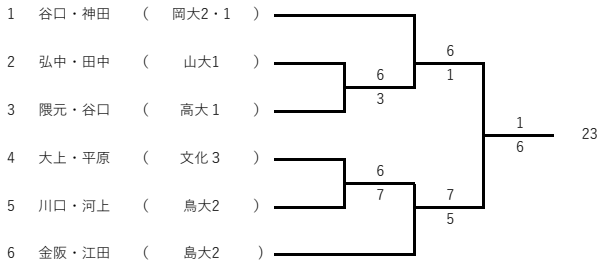 1 谷口・神田 ( 岡大2・1 )
6
2 弘中・田中 ( 山大1 )
6 1
3
3 隈元・谷口 ( 高大1 )
1 23
6
4 大上・平原 ( 文化3 )
6
7 7
5 川口・河上 ( 鳥大2 )
5
6 金阪・江田 ( 島大2 )